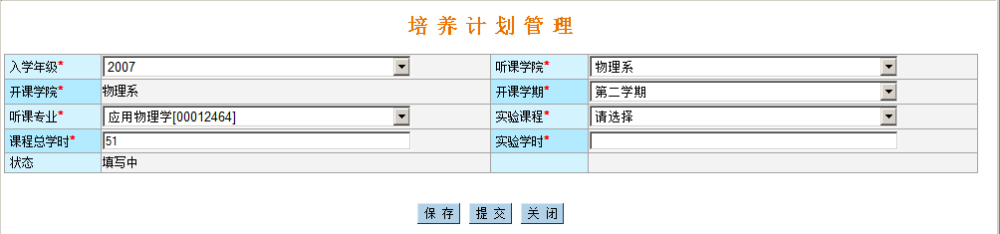 培养计划管理
入学年级* 2007 听课学院* 物理系
开课学院* 物理系 开课学期* 第二学期
听课专业* 应用物理学[00012464] 实验课程* 请选择
课程总学时* 51 实验学时*
状态 填写中
保存 提交 关闭